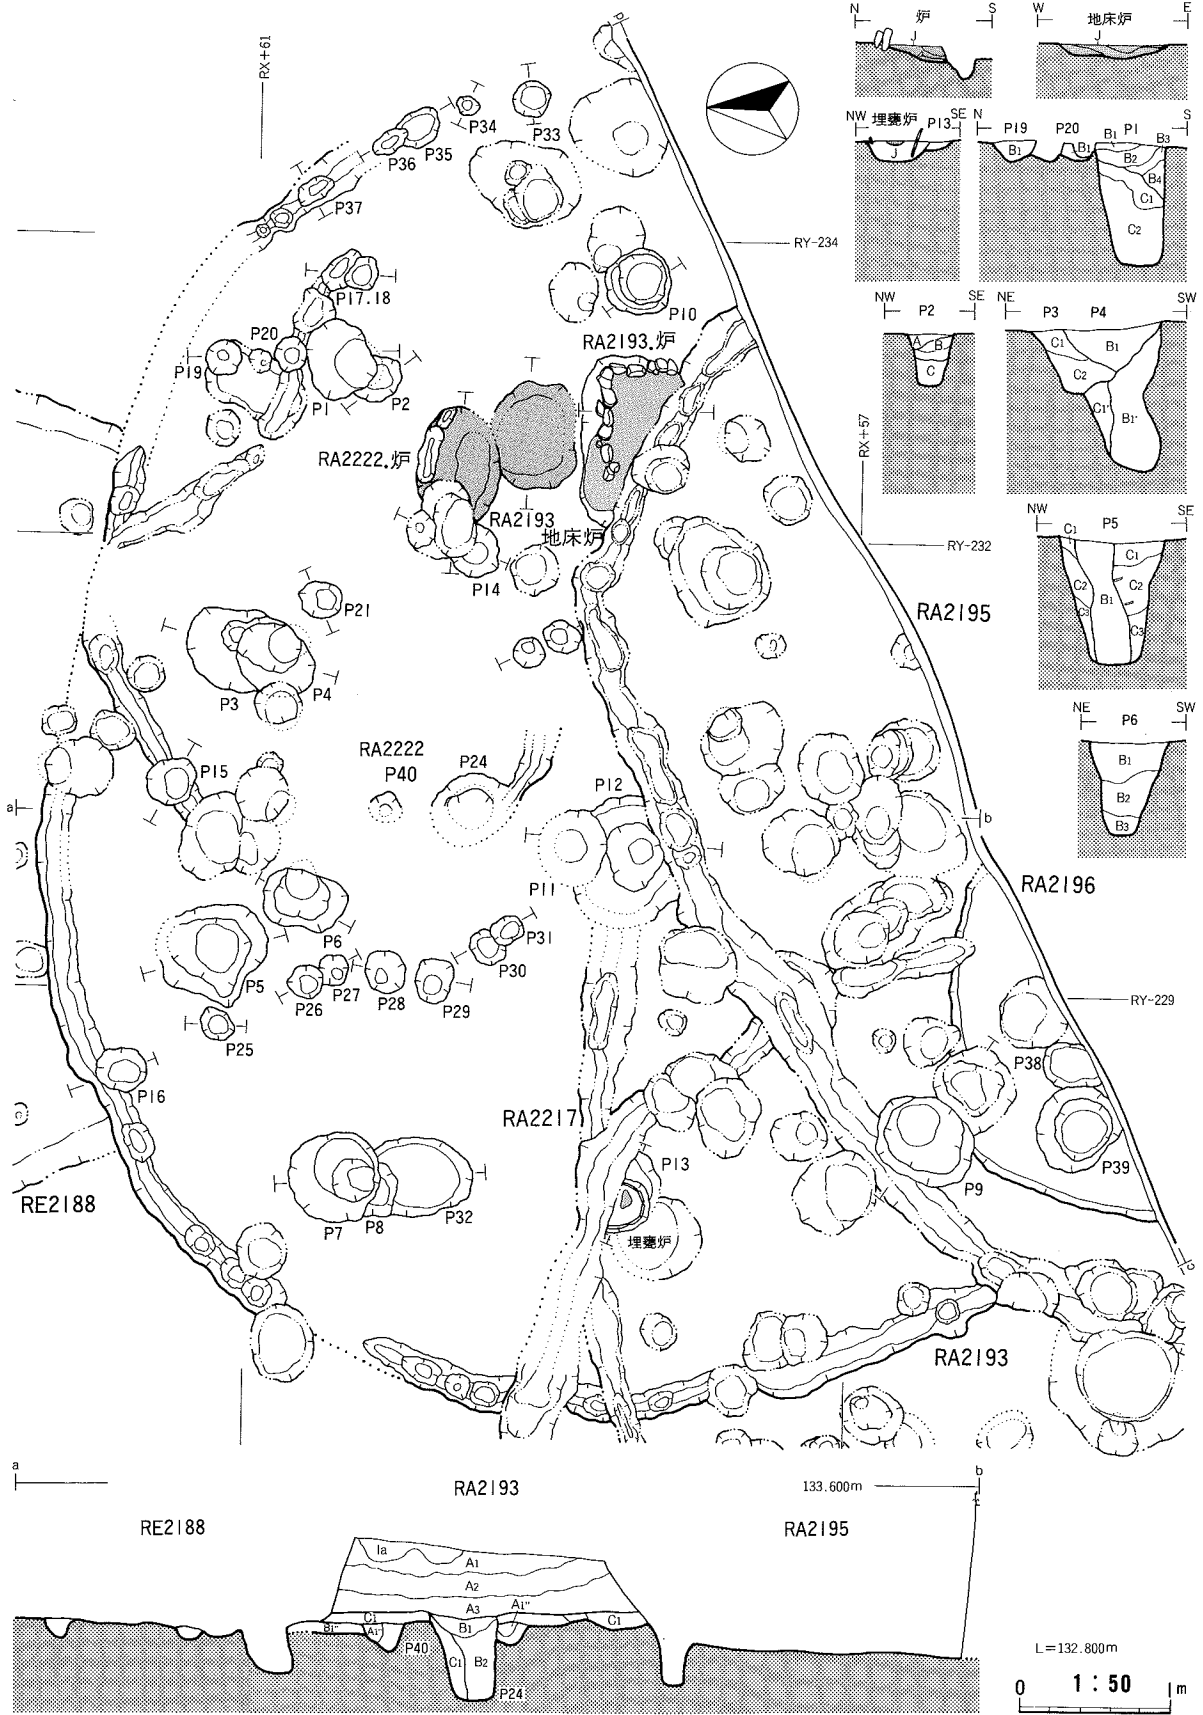 RX+61
P34
P33
P36
P35
P37
RY-234
P17.18
P10
P20
RA2193.炉
P19
P1
P2
RX+57
RA2222.炉
RA2193
地床炉
RY-232
P14
P21
RA2195
P3
P4
RA2222
P40
P24
P15
P12
a
b
P11
RA2196
P31
P6
P30
P5
P27
P26
P28
P29
P25
RY-229
P38
P16
RA2217
P13
P39
P9
RE2188
P7
P8
P32
埋甕炉
RA2193
N 炉 S
J
W 地床炉 E
J
NW 埋甕炉 P13 SE
J
N P19 P20 P1 S
B1 B1 B1 B3
B2
B4
C1
C2
NW P2 SE
A B
C
NE P3 P4 SW
C1 B1
C2
C1' B1'
NW P5 SE
C1 C1
C2 B1 C2
C3 C3
NE P6 SW
B1
B2
B3
a b
RA2193
133.600m
RE2188
RA2195
Ia
A1
A2
A3
C1 A1'' C1
B1'' A1'' B1
P40
C1 B2
P24
L=132.800m
1:50
0 1m